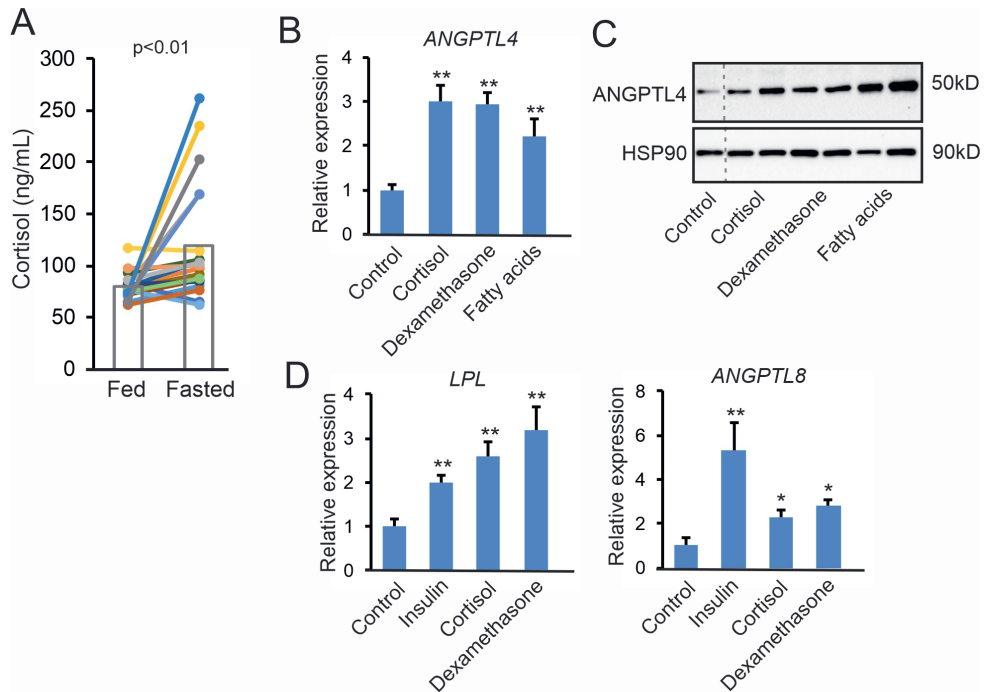 A
p<0.01
Cortisol (ng/mL)
300
250
200
150
100
50
0
Fed
Fasted
B
ANGPTL4
Relative expression
4
3
2
1
0
**
**
**
Control
Cortisol
Dexamethasone
Fatty acids
C
ANGPTL4
50kD
HSP90
90kD
Control
Cortisol
Dexamethasone
Fatty acids
D
LPL
Relative expression
4
3
2
1
0
**
**
**
Control
Insulin
Cortisol
Dexamethasone
ANGPTL8
Relative expression
8
6
4
2
0
**
*
*
Control
Insulin
Cortisol
Dexamethasone